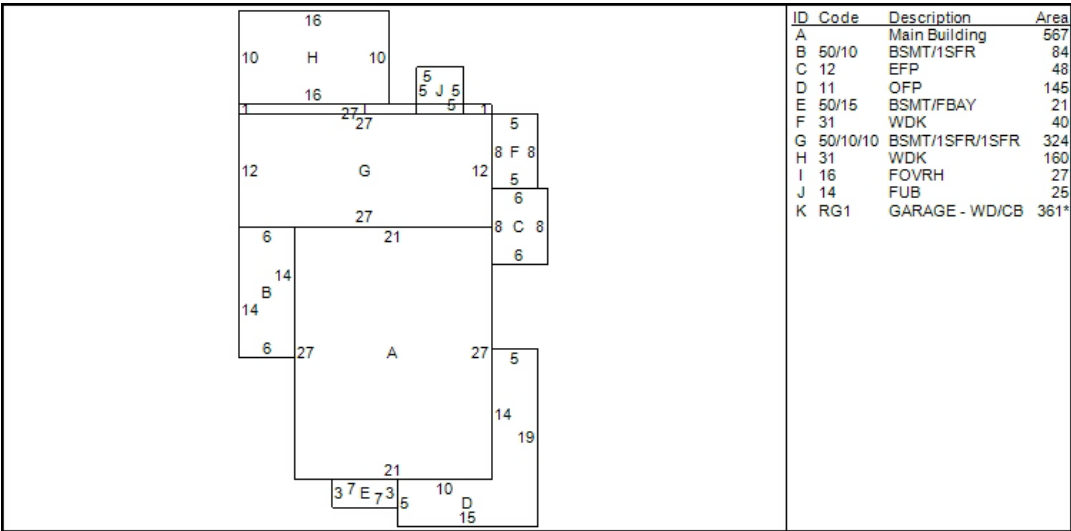 16
10 H 10
16
5
5 J 5
5
1 27 1
27
5
8 F 8
5
12 G 12
27
6
8 C 8
6
6
14
B
14
6
21
27 A 27
21
5
14
19
3 7 E 7 3
5 10 D
15
ID Code Description Area
A Main Building 567
B 50/10 BSMT/1SFR 84
C 12 EFP 48
D 11 OFP 145
E 50/15 BSMT/FBAY 21
F 31 WDK 40
G 50/10/10 BSMT/1SFR/1SFR 324
H 31 WDK 160
I 16 FOVRH 27
J 14 FUB 25
K RG1 GARAGE - WD/CB 361*